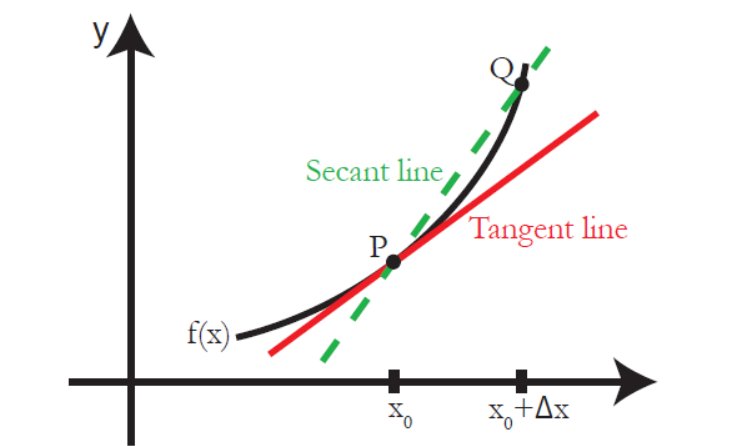 y
Q
Secant line
Tangent line
P
f(x)
x₀
x₀+Δx